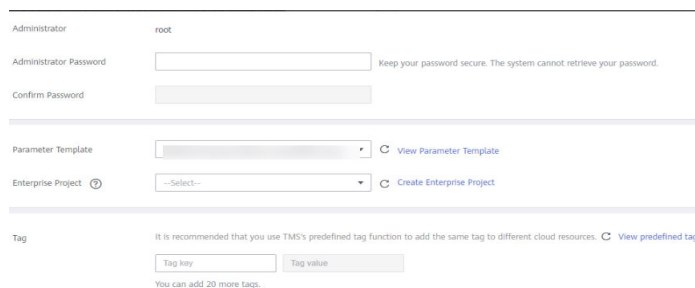 Administrator root
Administrator Password Keep your password secure. The system cannot retrieve your password.
Confirm Password
Parameter Template View Parameter Template
Enterprise Project ? --Select-- Create Enterprise Project
Tag It is recommended that you use TMS's predefined tag function to add the same tag to different cloud resources. View predefined tag
Tag key Tag value
You can add 20 more tags.